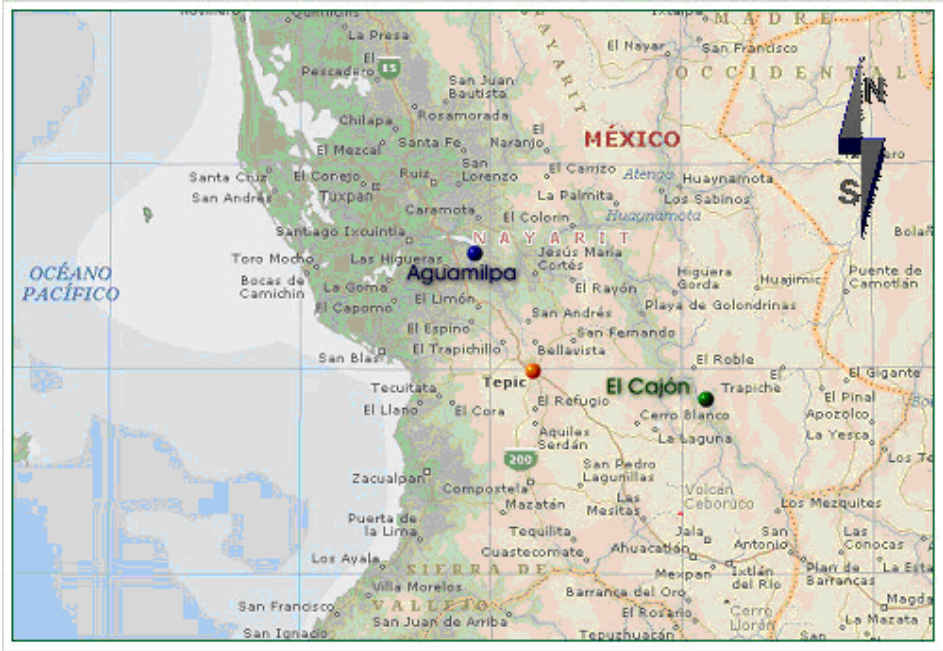 Quimichis
MADRE
La Presa
El Nayar
San Francisco
OCCIDENTAL
NAYARIT
El
Pescadero
15
San Juan
Bautista
N
Rosamorada
Chilapa
El
Naranjo
MÉXICO
El Mezcal
Santa Fe
San
Lorenzo
El Carrizo
Atengo
Huaynamota
Santa Cruz
El Conejo
Ruiz
S
San Andrés
Tuxpan
La Palmita
Los Sabinos
Caramota
El Colorin
Huaynamota
Santiago Ixcuintla
NAYARIT
Toro Mocho
Las Higueras
Jesús María
Cortés
OCÉANO
PACÍFICO
Aguamilpa
Bocas de
Camichin
La Goma
El Rayón
Higuera
Gorda
Huajimic
Puente de
Camotlán
El Capomo
El Limón
San Andrés
Playa de Golondrinas
El Espino
San Fernando
San Blas
El Trapichillo
Bellavista
El Roble
El
Trapiche
El Gigante
Tepic
El Cajón
Tecuitata
El Llano
El Cora
El Refugio
Cerro Blanco
El Pinal
Apozolco
Aquiles
Serdán
La Laguna
La Yesca
200
San Pedro
Lagunillas
Zacualpan
Compostela
Volcán
Ceboruco
Mazatán
Las
Mesitas
Los Mezquites
Puerta de
la Lima
Tequilita
Jala
San
Antonio
Las
Conocas
Los Ayala
Cuastecomate
Ahuacatlán
SIERRA DE
VALLEJO
Mexpan
Ixtlán
del Río
Plan de
Barrancas
La Esta
Villa Morelos
Barranca del Oro
San Francisco
El Rosario
Cerro
Magda
San Juan de Arriba
La Mazata
San Ignacio
Tepuzhuacán
San